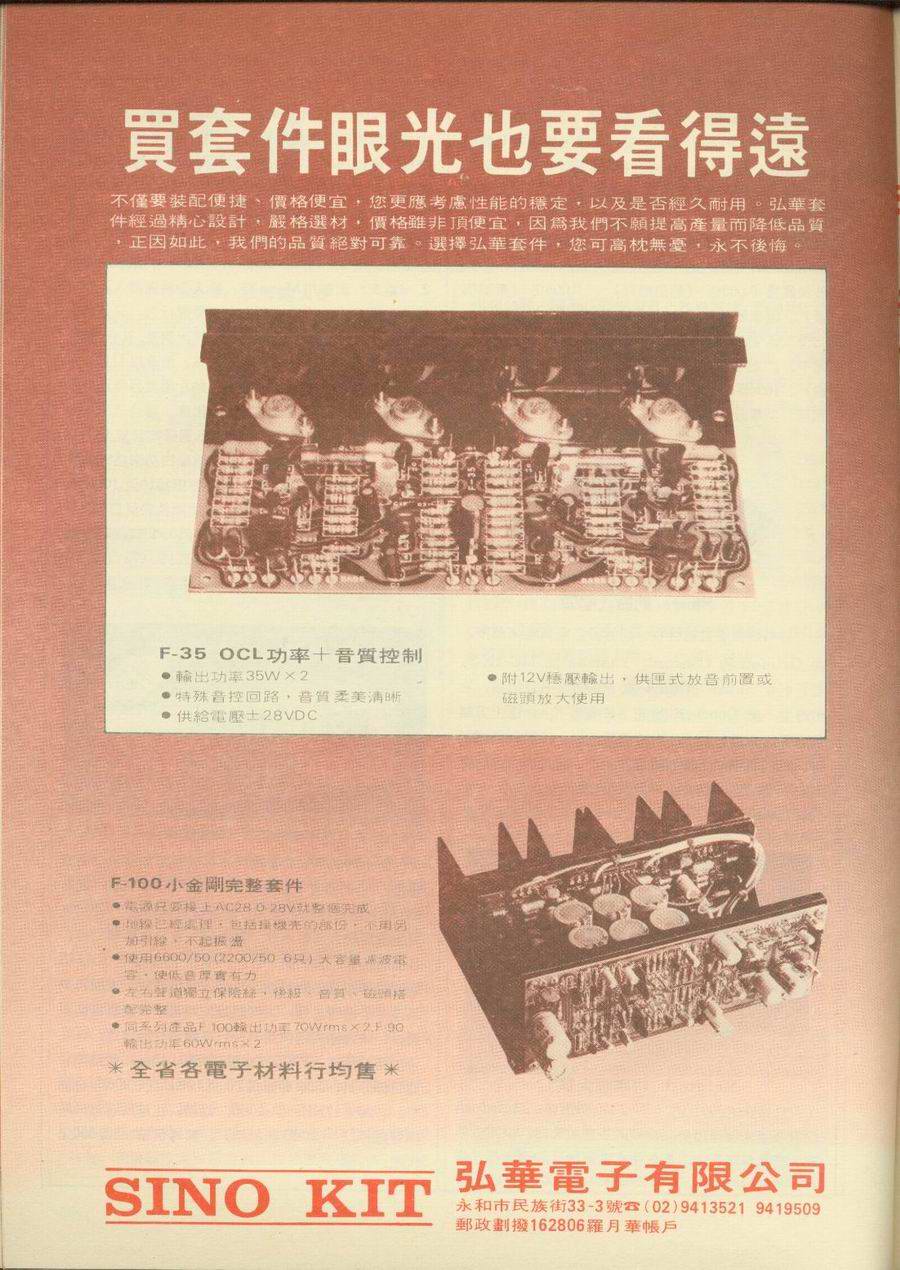 買套件眼光也要看得遠
不僅要裝配便捷、價格便宜，您更應考慮性能的穩定，以及是否經久耐用。弘華套
件經過精心設計，嚴格選材，價格雖非頂便宜，因爲我們不願提高產量而降低品質
，正因如此，我們的品質絕對可靠。選擇弘華套件，您可高枕無憂，永不後悔。
F-35 OCL功率＋音質控制
●輸出功率35W×2
●特殊音控回路，音質柔美清晰
●供給電壓±28VDC
●附12V穩壓輸出，供匣式放音前置或
磁頭放大使用
F-100小金剛完整套件
●電源只要接上AC28-0-28V就整個完成
●地線已經處理，包括接機壳的部份，不用另
加引線，不起振盪
●使用6600/50 (2200/50 6只) 大容量濾波電
容，使低音厚實有力
●左右聲道獨立保險絲，後級、音質、磁頭搭
配完整
●同系列產品F-100輸出功率70Wrms×2.F-90
輸出功率60Wrms×2
＊全省各電子材料行均售＊
SINO KIT
弘華電子有限公司
永和市民族街33-3號☎(02)9413521 9419509
郵政劃撥162806羅月華帳戶